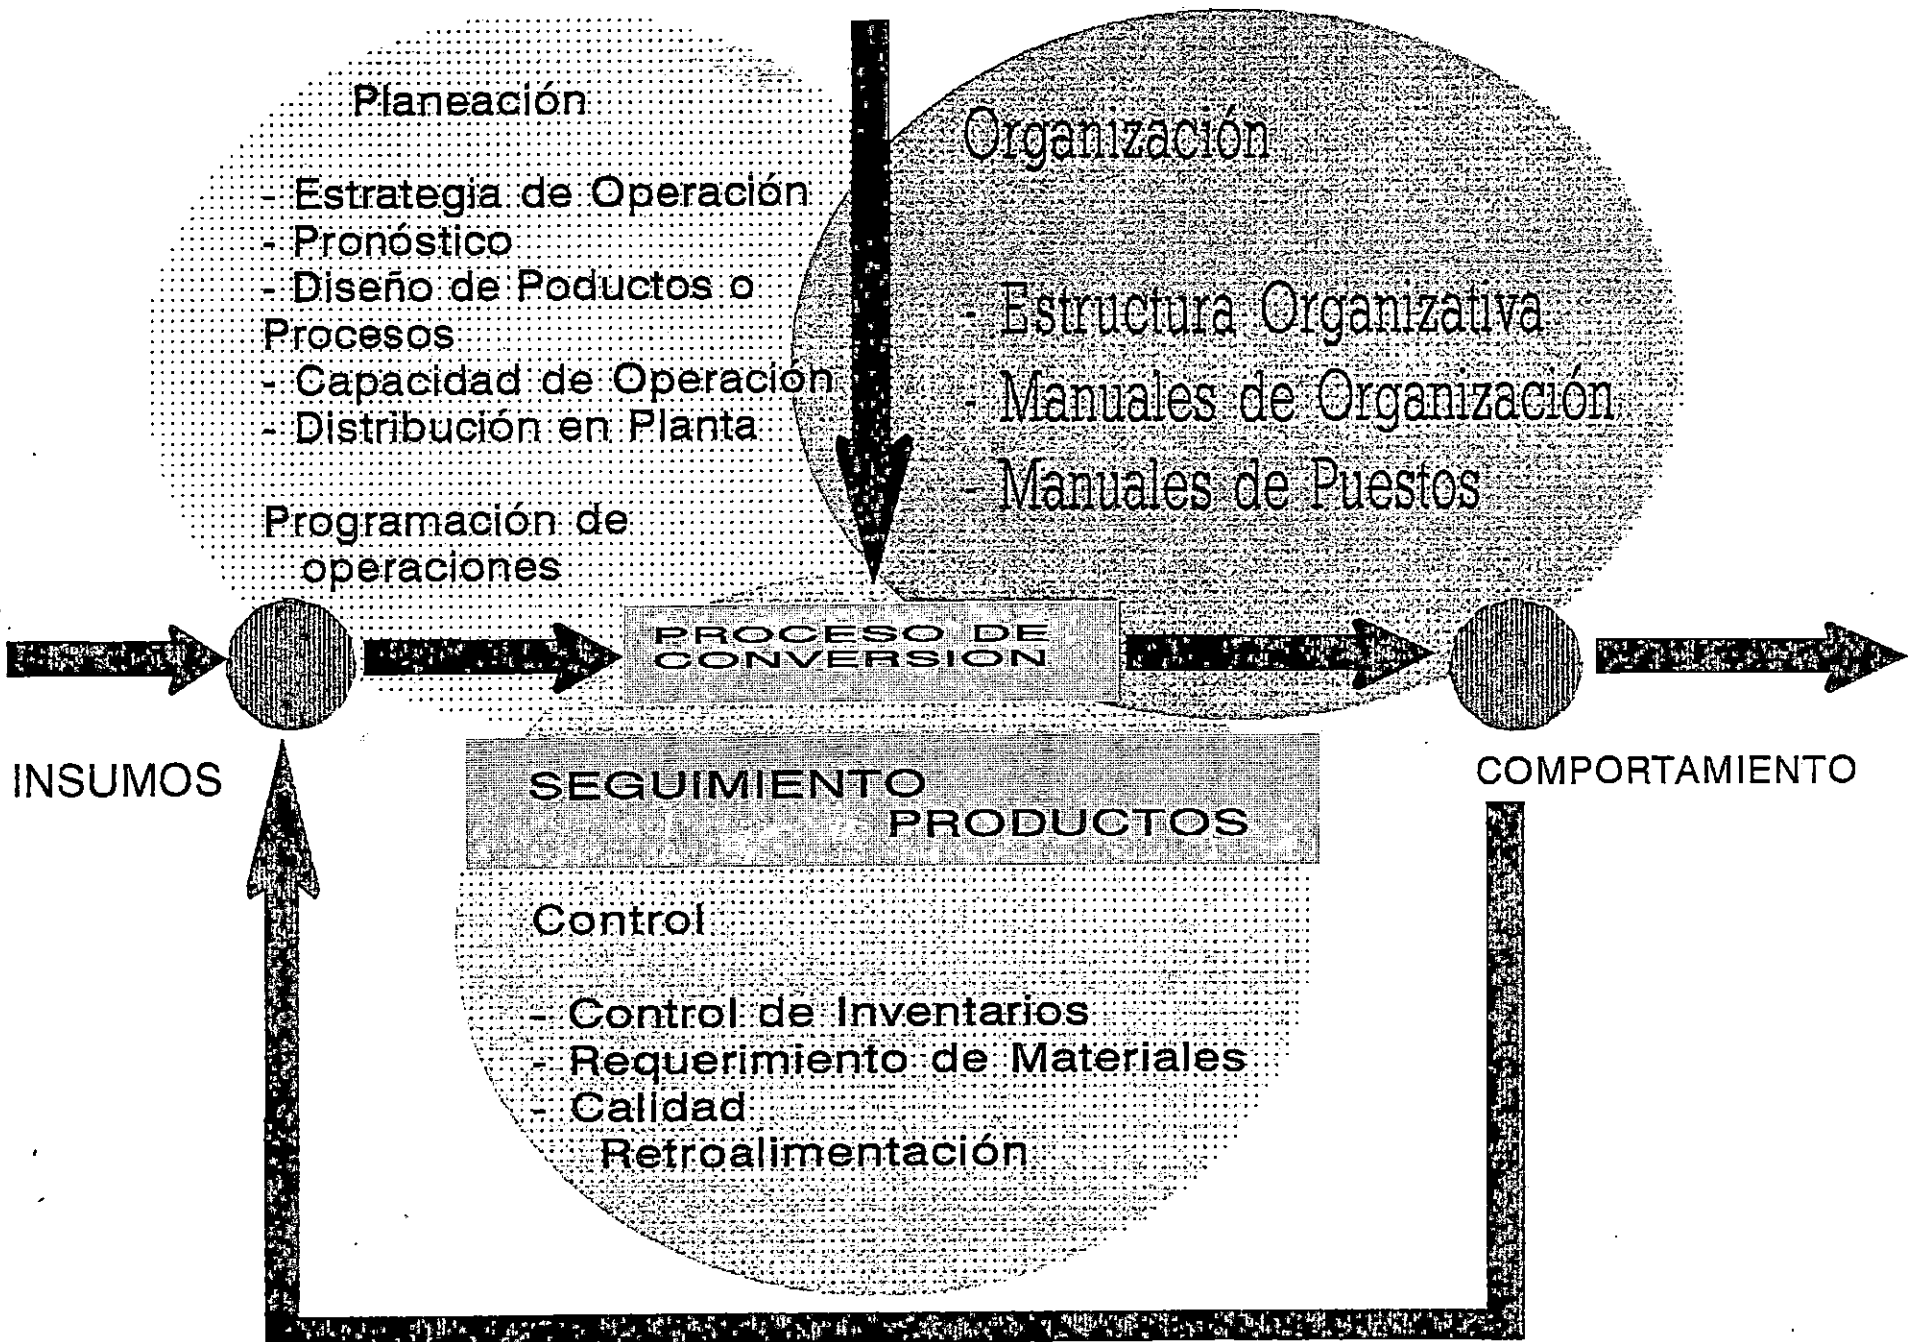 Planeación
- Estrategia de Operación
- Pronóstico
- Diseño de Poductos o
Procesos
- Capacidad de Operación
- Distribución en Planta
Programación de
operaciones
Organización
- Estructura Organizativa
- Manuales de Organización
- Manuales de Puestos
PROCESO DE
CONVERSION
INSUMOS
COMPORTAMIENTO
SEGUIMIENTO
PRODUCTOS
Control
- Control de Inventarios
- Requerimiento de Materiales
- Calidad
Retroalimentación